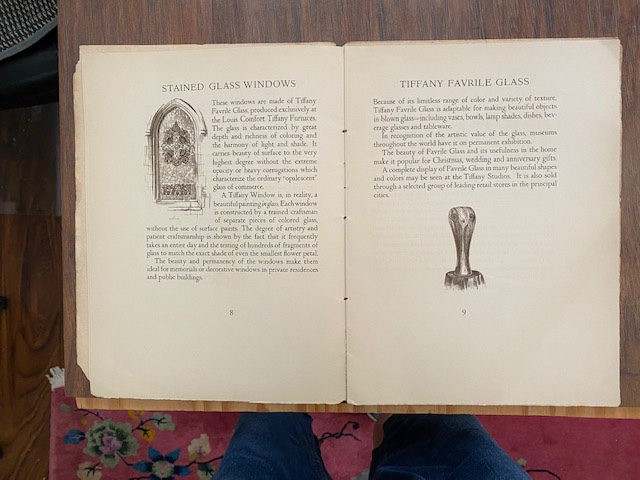 STAINED GLASS WINDOWS
These windows are made of Tiffany
Favrile Glass, produced exclusively at
the Louis Comfort Tiffany Furnaces.
The glass is characterized by great
depth and richness of coloring and
the harmony of light and shade. It
carries beauty of surface to the very
highest degree without the extreme
opacity or heavy corrugations which
characterize the ordinary "opalescent"
glass of commerce.
A Tiffany Window is, in reality, a
beautiful painting in glass. Each window
is constructed by a trained craftsman
of separate pieces of colored glass,
without the use of surface paints. The degree of artistry and
patient craftsmanship is shown by the fact that it frequently
takes an entire day and the testing of hundreds of fragments of
glass to match the exact shade of even the smallest flower petal.
The beauty and permanency of the windows make them
ideal for memorials or decorative windows in private residences
and public buildings.
8
TIFFANY FAVRILE GLASS
Because of its limitless range of color and variety of texture,
Tiffany Favrile Glass is adaptable for making beautiful objects
in blown glass—including vases, bowls, lamp shades, dishes, bev-
erage glasses and tableware.
In recognition of the artistic value of the glass, museums
throughout the world have it on permanent exhibition.
The beauty of Favrile Glass and its usefulness in the home
make it popular for Christmas, wedding and anniversary gifts.
A complete display of Favrile Glass in many beautiful shapes
and colors may be seen at the Tiffany Studios. It is also sold
through a selected group of leading retail stores in the principal
cities.
9